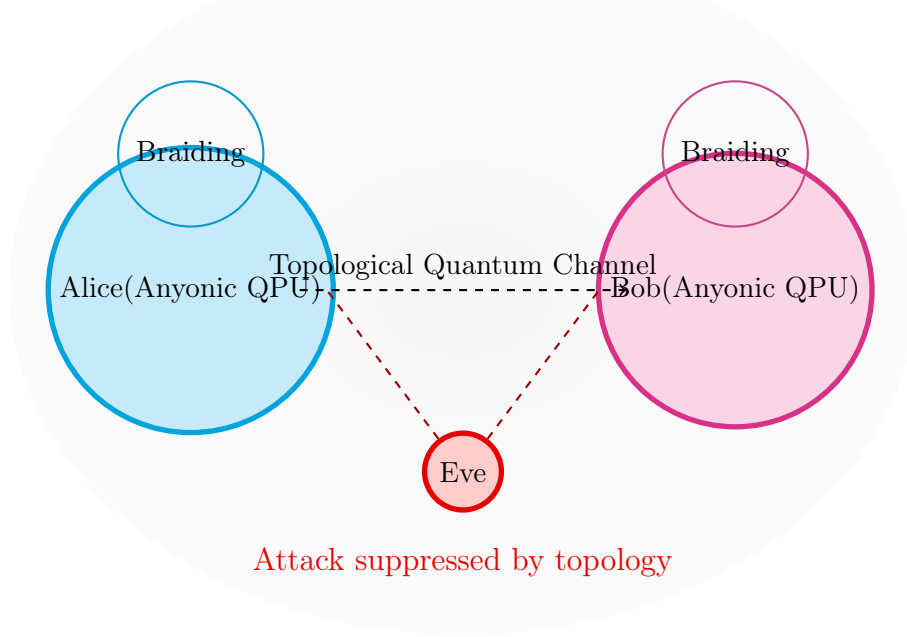 Braiding
Braiding
Topological Quantum Channel
Alice(Anyonic QPU)
Bob(Anyonic QPU)
Eve
Attack suppressed by topology